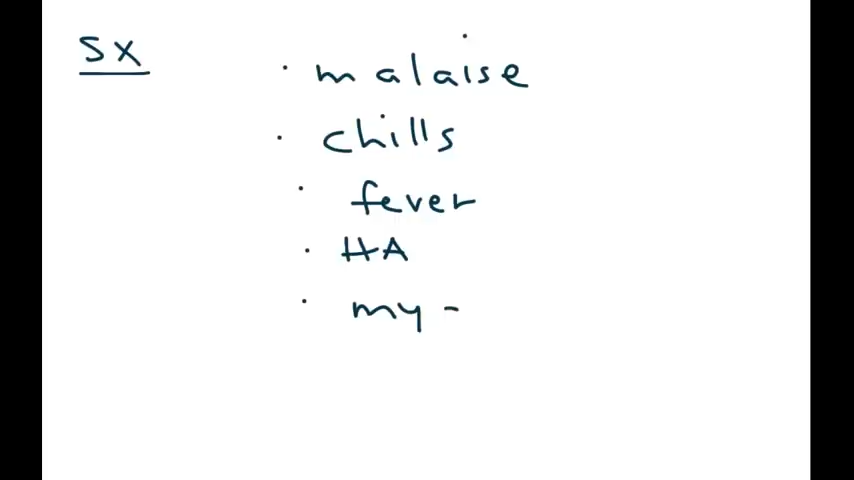 Sx
· malaise
· chills
· fever
· HA
· my -